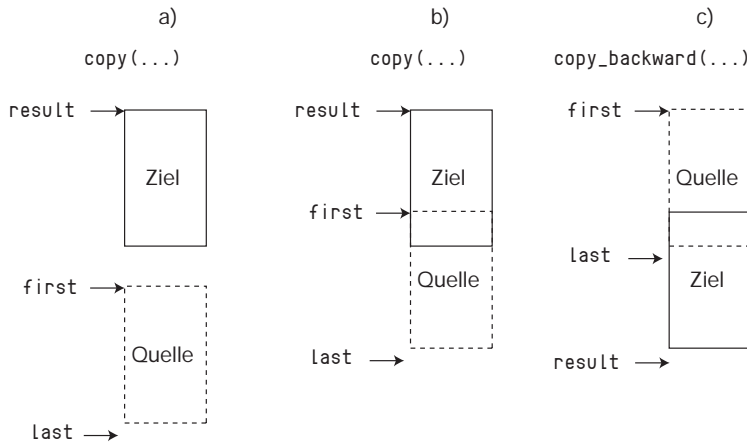 a)
copy(...)
result
Ziel
first
Quelle
last
b)
copy(...)
result
Ziel
first
Quelle
last
c)
copy_backward(...)
first
Quelle
last
Ziel
result